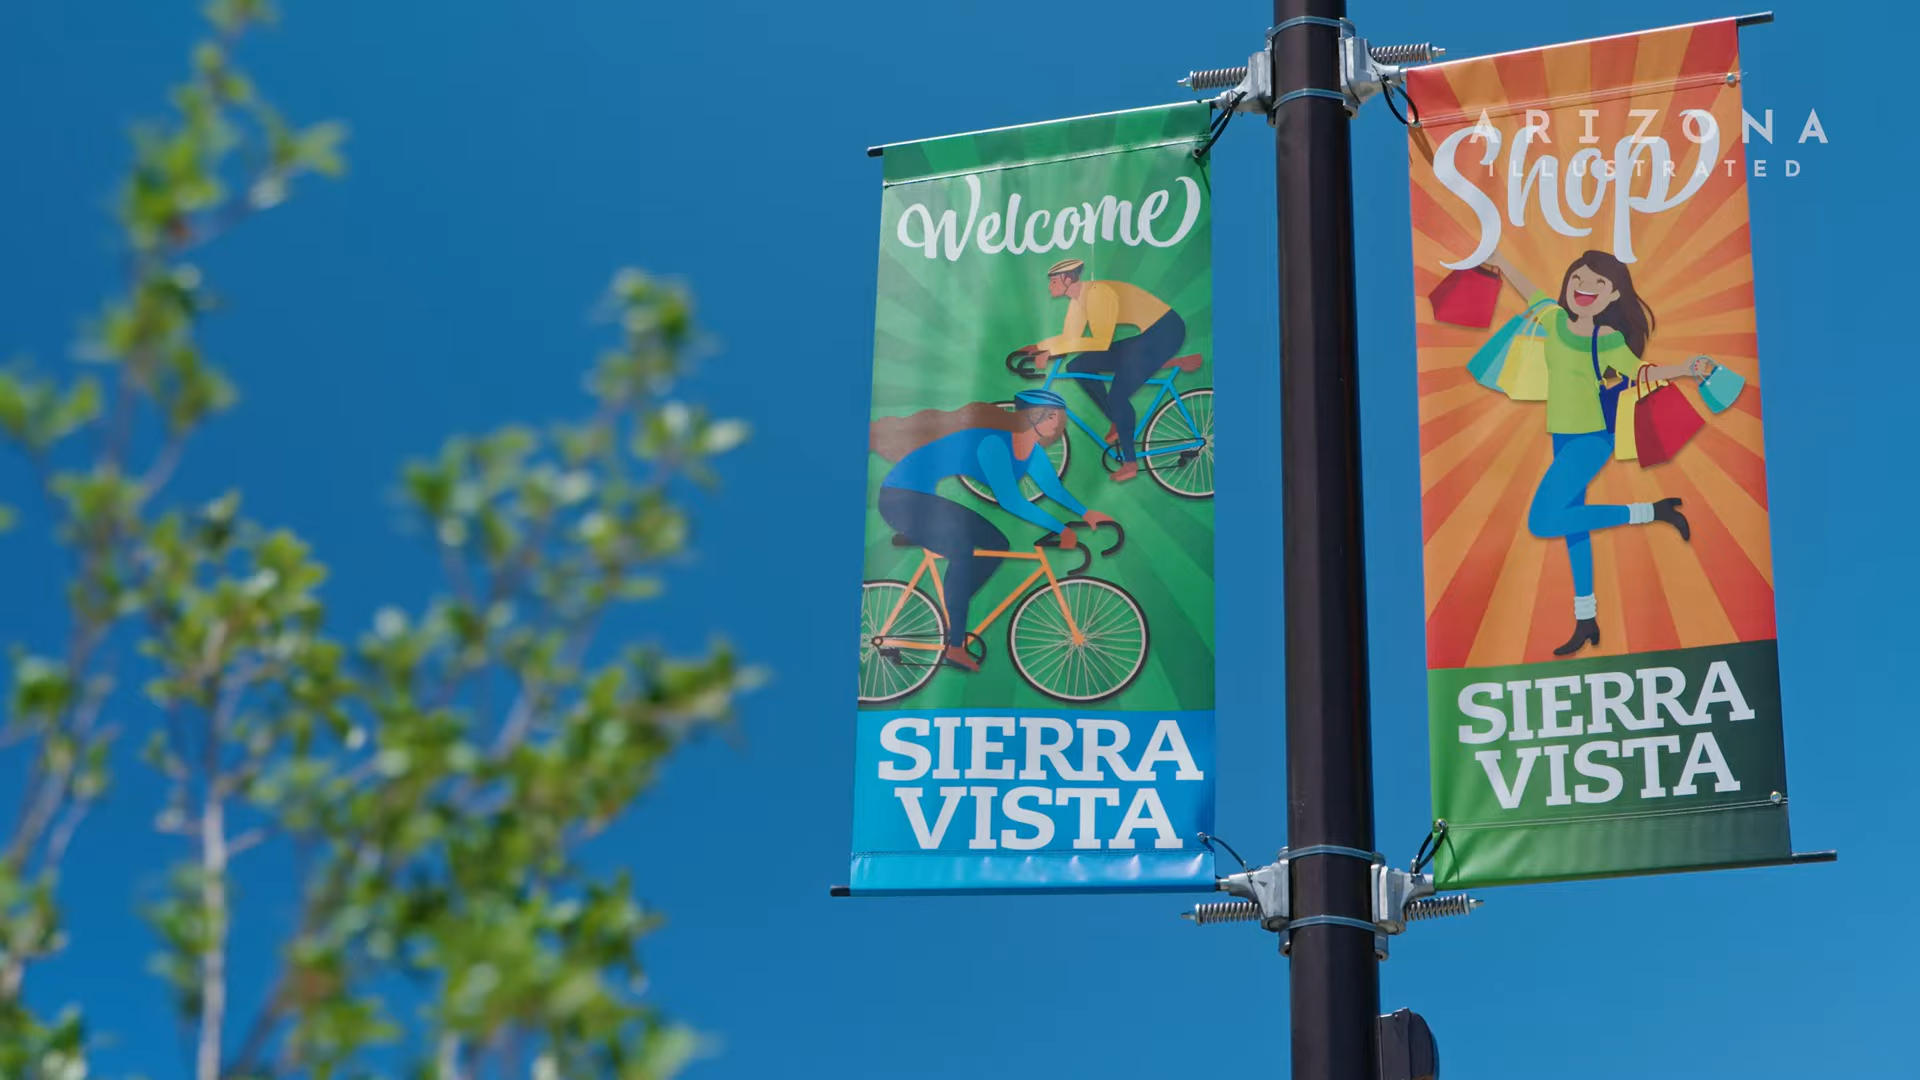 Welcome
SIERRA
VISTA
Shop
SIERRA
VISTA
ARIZONA
ILLUSTRATED